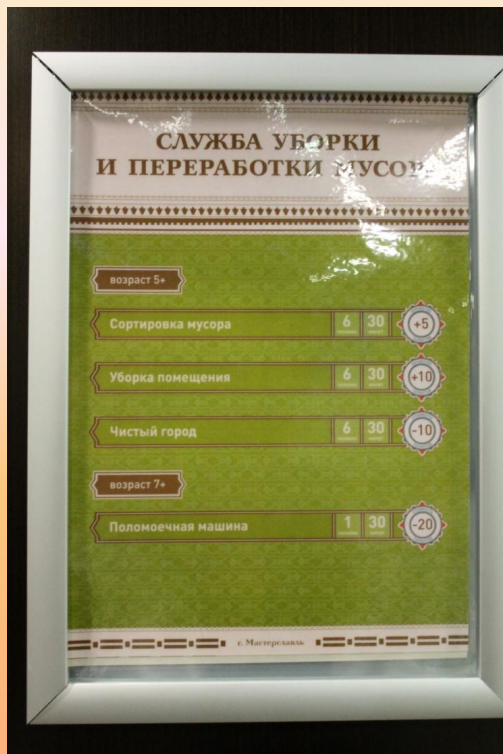 СЛУЖБА УБОРКИ
И ПЕРЕРАБОТКИ МУСОРА
возраст 5+
Сортировка мусора 6 30 +5
Уборка помещения 6 30 +10
Чистый город 6 30 -10
возраст 7+
Поломоечная машина 1 30 -20
г. Мастерславль